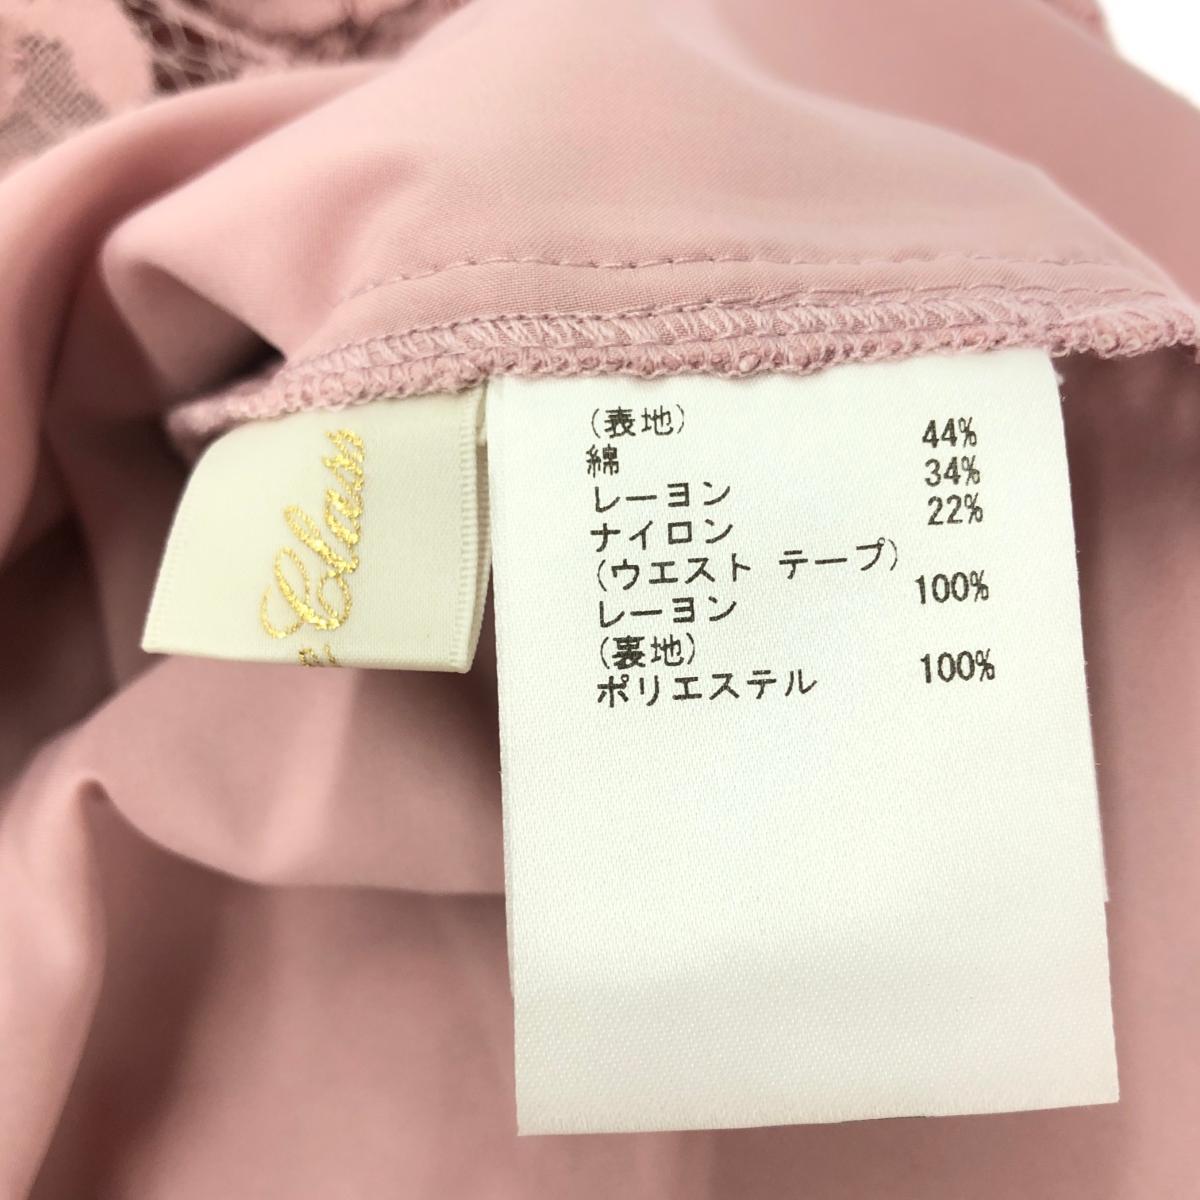 Class
(表地)
綿 44%
レーヨン 34%
ナイロン 22%
(ウエスト テープ)
レーヨン 100%
(裏地)
ポリエステル 100%